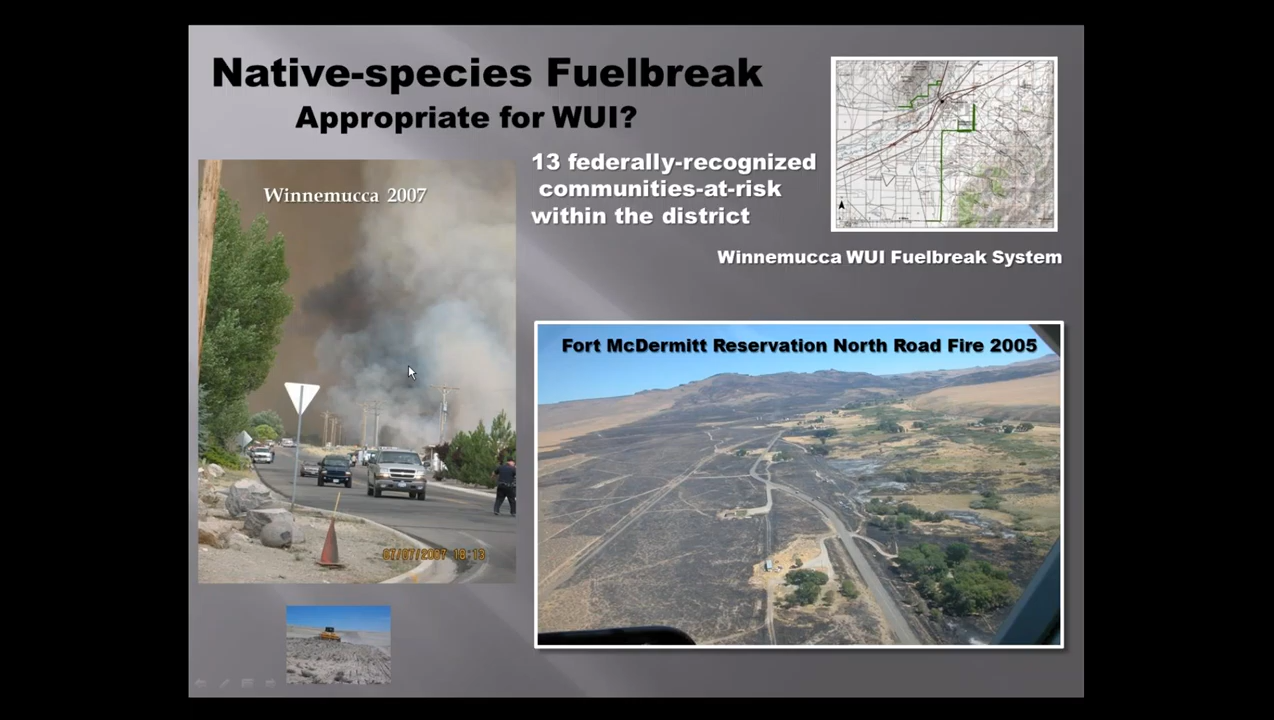 Native-species Fuelbreak
Appropriate for WUI?
13 federally-recognized
communities-at-risk
within the district
Winnemucca WUI Fuelbreak System
Winnemucca 2007
07/07/2007 18:13
Fort McDermitt Reservation North Road Fire 2005